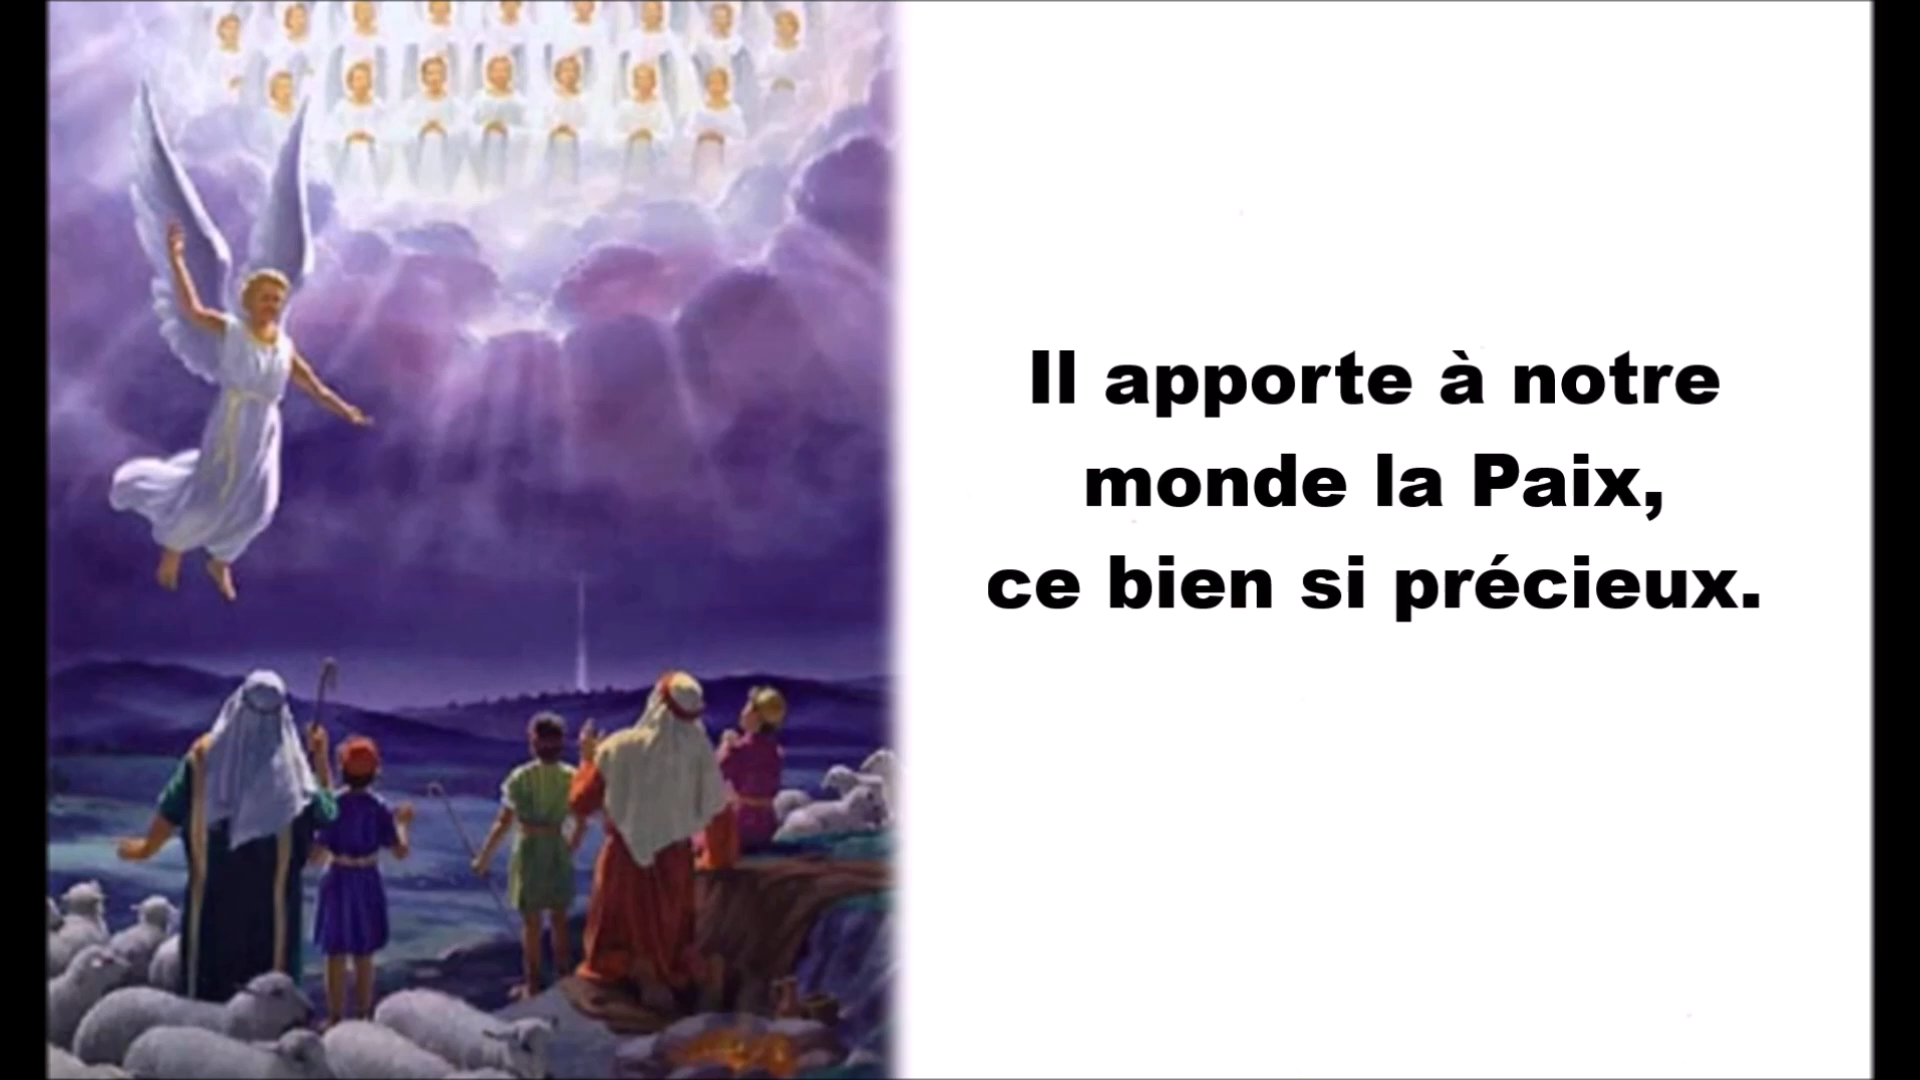 Il apporte à notre
monde la Paix,
ce bien si précieux.